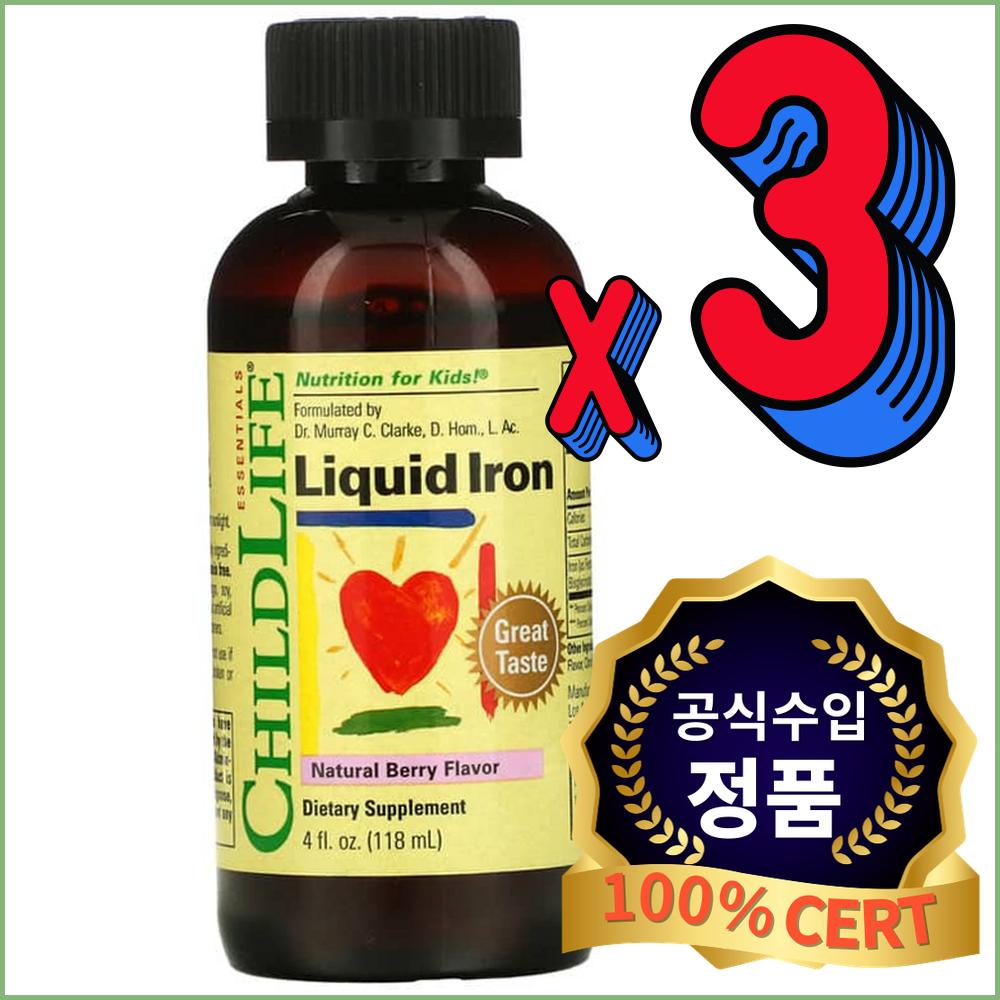 x 3
ESSENTIALS
CHILDLIFE®
Nutrition for Kids!®
Formulated by
Dr. Murray C. Clarke, D. Hom., L. Ac.
Liquid Iron
Great
Taste
Natural Berry Flavor
Dietary Supplement
4 fl. oz. (118 mL)
공식수입
정품
100% CERT